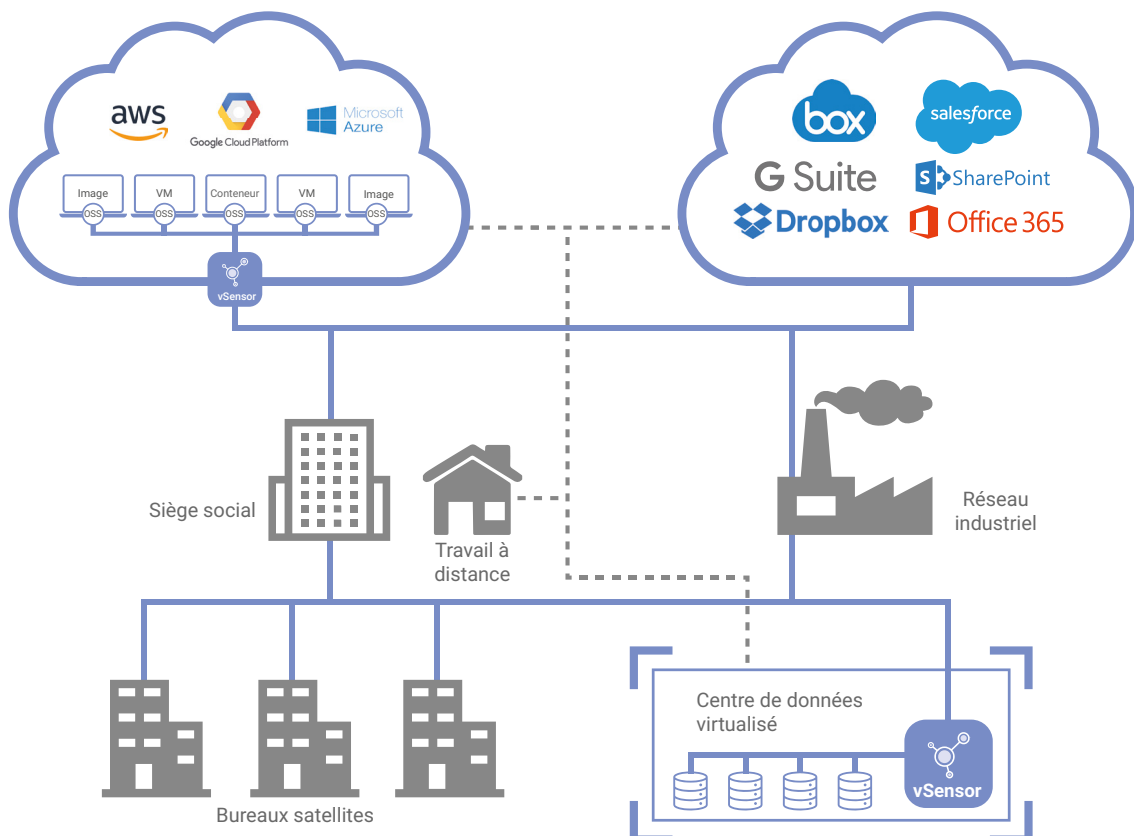 aws
Google Cloud Platform
Microsoft
Azure
Image
VM
Conteneur
VM
Image
OSS
OSS
OSS
OSS
OSS
vSensor
box
salesforce
G Suite
S
SharePoint
Dropbox
Office 365
Siège social
Travail à
distance
Réseau
industriel
Bureaux satellites
Centre de données
virtualisé
vSensor